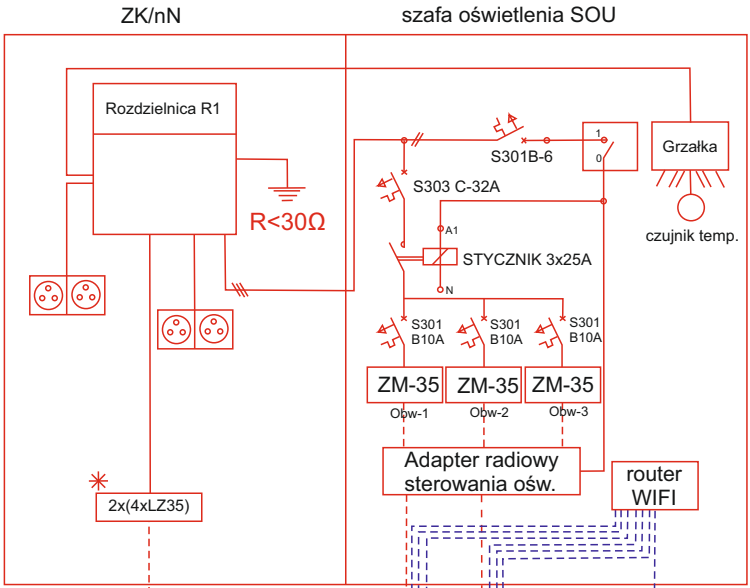 ZK/nN
szafa oświetlenia SOU
Rozdzielnica R1
R<30Ω
2x(4xLZ35)
S301B-6
1
0
Grzałka
czujnik temp.
S303 C-32A
A1
STYCZNIK 3x25A
N
S301
B10A
S301
B10A
S301
B10A
ZM-35
ZM-35
ZM-35
Obw-1
Obw-2
Obw-3
Adapter radiowy
sterowania ośw.
router
WIFI